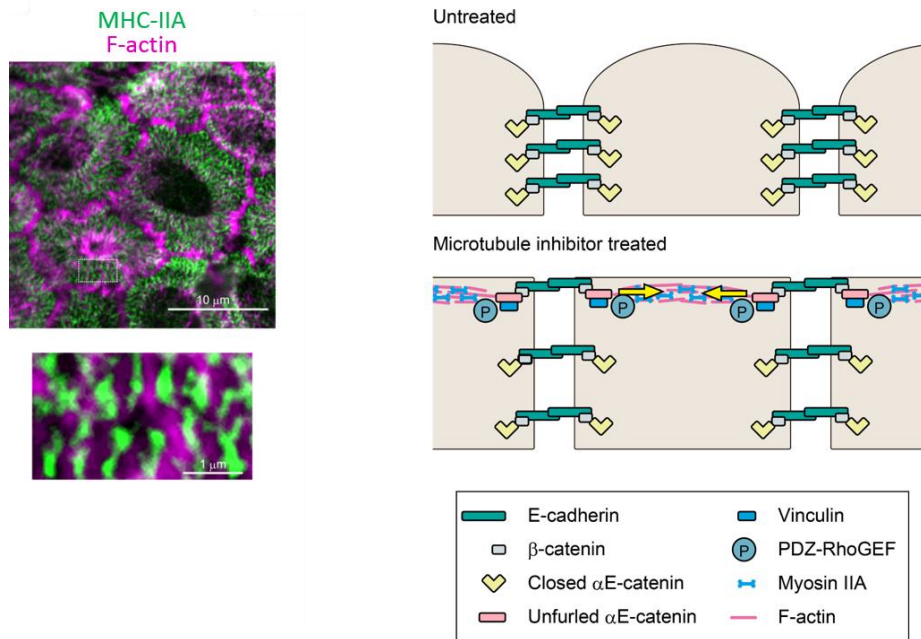 MHC-IIA
F-actin
10 μm
1 μm
Untreated
Microtubule inhibitor treated
P
P
P
P
E-cadherin
β-catenin
Closed αE-catenin
Unfurled αE-catenin
Vinculin
P PDZ-RhoGEF
Myosin IIA
F-actin